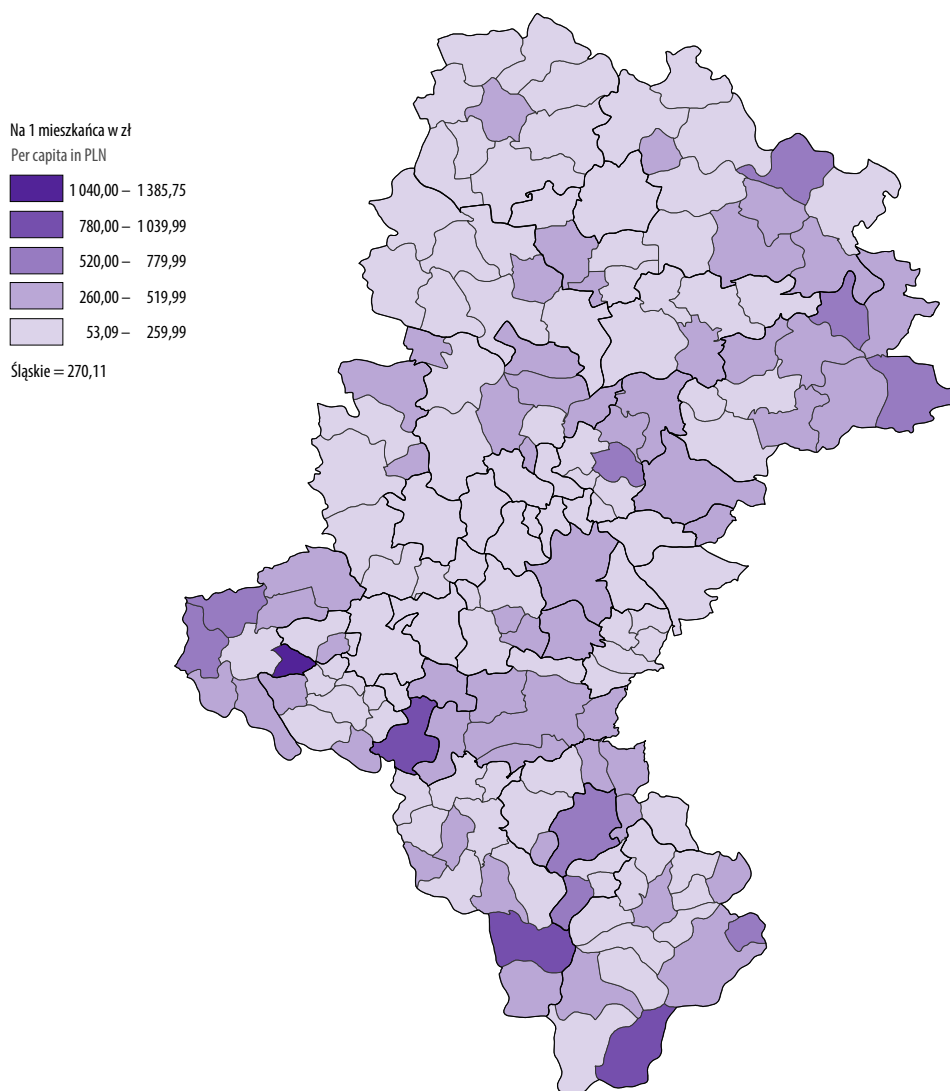 Na 1 mieszkańca w zł
Per capita in PLN
1 040,00 – 1 385,75
780,00 – 1 039,99
520,00 – 779,99
260,00 – 519,99
53,09 – 259,99
Śląskie = 270,11